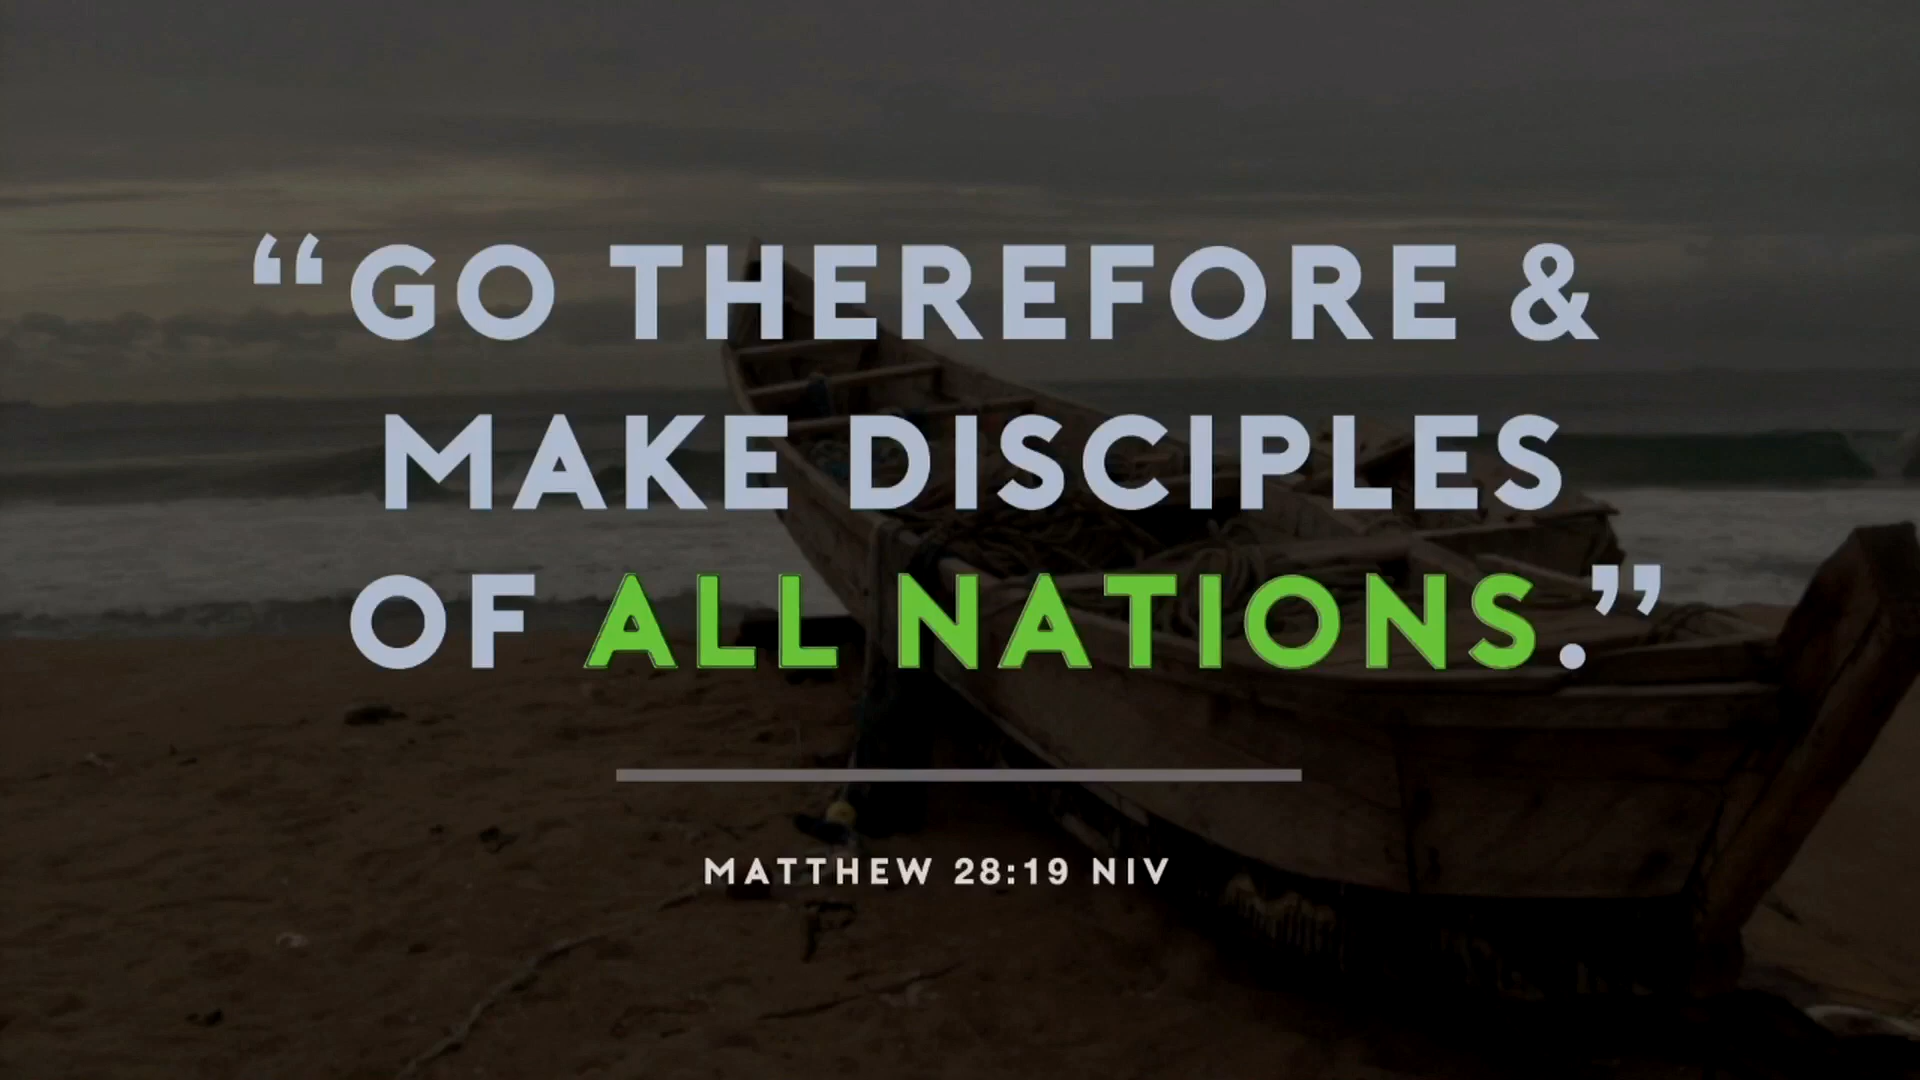 “GO THEREFORE &
MAKE DISCIPLES
OF ALL NATIONS.”
MATTHEW 28:19 NIV